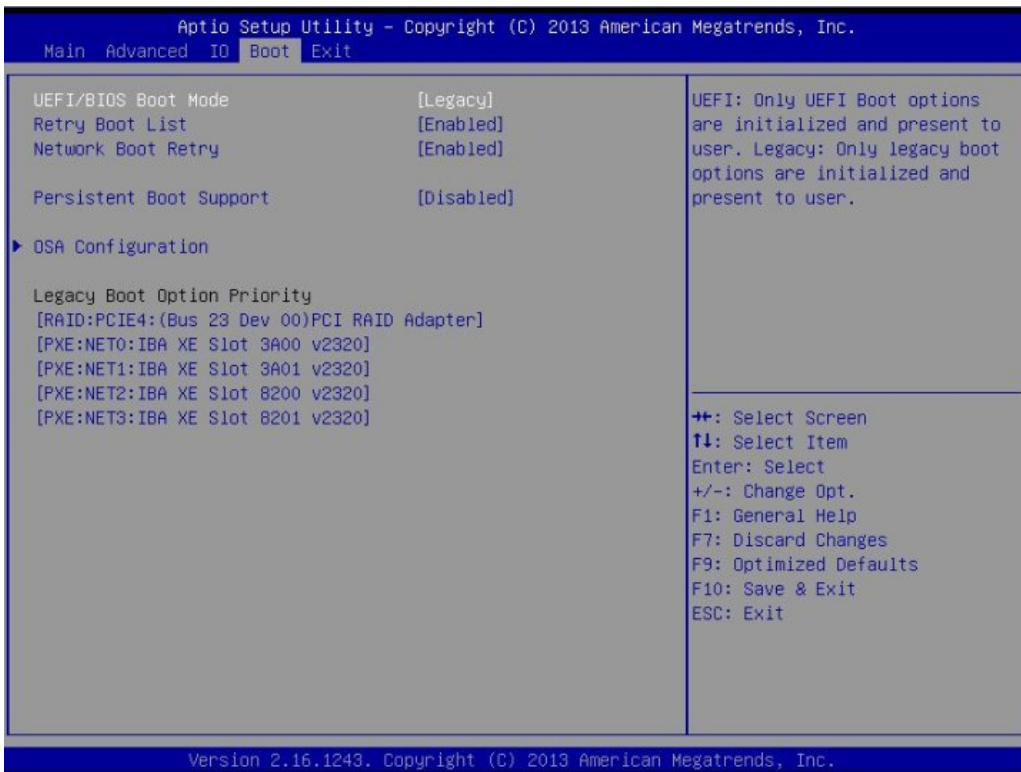 Aptio Setup Utility – Copyright (C) 2013 American Megatrends, Inc.
Main Advanced IO Boot Exit
UEFI/BIOS Boot Mode [Legacy]
Retry Boot List [Enabled]
Network Boot Retry [Enabled]
Persistent Boot Support [Disabled]
OSA Configuration
Legacy Boot Option Priority
[RAID:PCIE4:(Bus 23 Dev 00)PCI RAID Adapter]
[PXE:NET0:IBA XE Slot 3A00 v2320]
[PXE:NET1:IBA XE Slot 3A01 v2320]
[PXE:NET2:IBA XE Slot 8200 v2320]
[PXE:NET3:IBA XE Slot 8201 v2320]
UEFI: Only UEFI Boot options
are initialized and present to
user. Legacy: Only legacy boot
options are initialized and
present to user.
→←: Select Screen
↑↓: Select Item
Enter: Select
+/-: Change Opt.
F1: General Help
F7: Discard Changes
F9: Optimized Defaults
F10: Save & Exit
ESC: Exit
Version 2.16.1243. Copyright (C) 2013 American Megatrends, Inc.